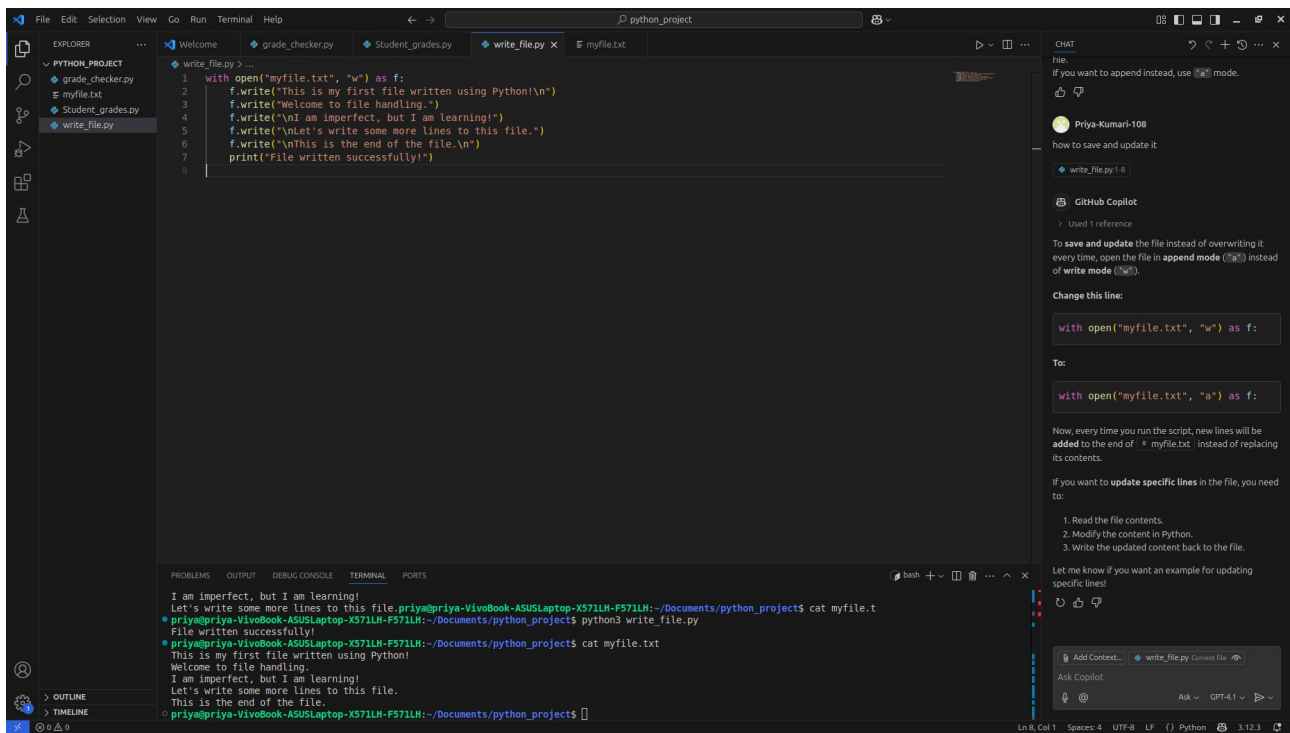 File Edit Selection View Go Run Terminal Help
python_project
EXPLORER
PYTHON_PROJECT
grade_checker.py
myfile.txt
Student_grades.py
write_file.py
OUTLINE
TIMELINE
Welcome
grade_checker.py
Student_grades.py
write_file.py
myfile.txt
write_file.py > ...
1 with open("myfile.txt", "w") as f:
2 f.write("This is my first file written using Python!\n")
3 f.write("Welcome to file handling.")
4 f.write("\nI am imperfect, but I am learning!")
5 f.write("\nLet's write some more lines to this file.")
6 f.write("\nThis is the end of the file.\n")
7 print("File written successfully!")
8
PROBLEMS OUTPUT DEBUG CONSOLE TERMINAL PORTS
bash
I am imperfect, but I am learning!
Let's write some more lines to this file.priya@priya-VivoBook-ASUSLaptop-X571LH-F571LH:~/Documents/python_project$ cat myfile.t
priya@priya-VivoBook-ASUSLaptop-X571LH-F571LH:~/Documents/python_project$ python3 write_file.py
File written successfully!
priya@priya-VivoBook-ASUSLaptop-X571LH-F571LH:~/Documents/python_project$ cat myfile.txt
This is my first file written using Python!
Welcome to file handling.
I am imperfect, but I am learning!
Let's write some more lines to this file.
This is the end of the file.
priya@priya-VivoBook-ASUSLaptop-X571LH-F571LH:~/Documents/python_project$
CHAT
file.
If you want to append instead, use "a" mode.
Priya-Kumari-108
how to save and update it
write_file.py:1-8
GitHub Copilot
> Used 1 reference
To save and update the file instead of overwriting it
every time, open the file in append mode ("a") instead
of write mode ("w").
Change this line:
with open("myfile.txt", "w") as f:
To:
with open("myfile.txt", "a") as f:
Now, every time you run the script, new lines will be
added to the end of myfile.txt instead of replacing
its contents.
If you want to update specific lines in the file, you need
to:
1. Read the file contents.
2. Modify the content in Python.
3. Write the updated content back to the file.
Let me know if you want an example for updating
specific lines!
Add Context... write_file.py Current file
Ask Copilot
Ask GPT-4.1
0 0
Ln 8, Col 1 Spaces: 4 UTF-8 LF {} Python 3.12.3